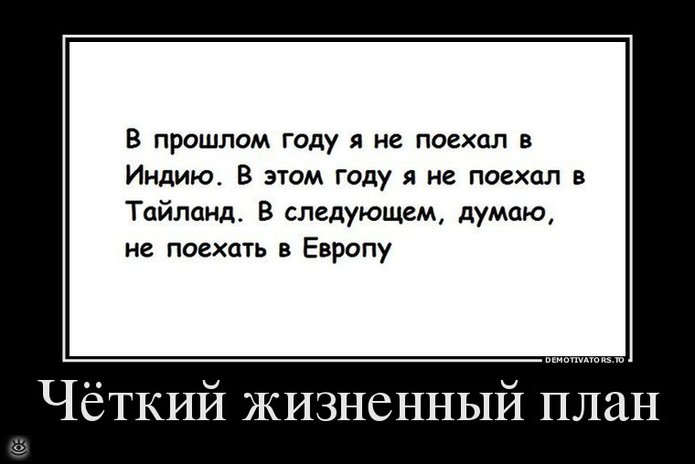 В прошлом году я не поехал в
Индию. В этом году я не поехал в
Тайланд. В следующем, думаю,
не поехать в Европу
DEMOTIVATORS.TO
Чёткий жизненный план